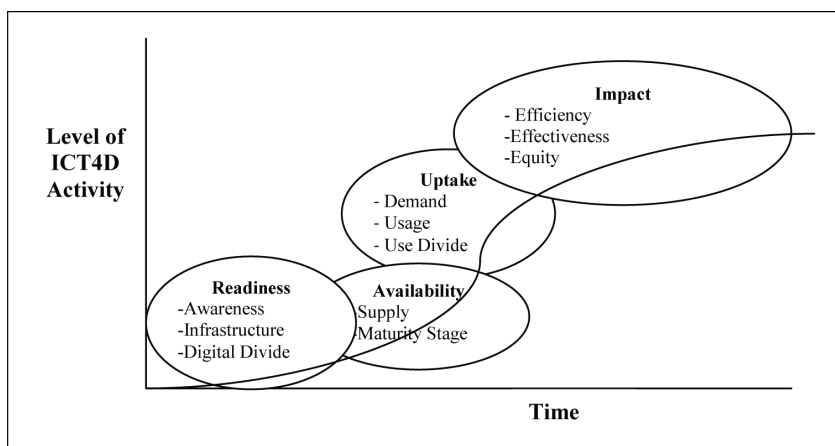 Level of
ICT4D
Activity
Impact
- Efficiency
-Effectiveness
-Equity
Uptake
- Demand
- Usage
- Use Divide
Readiness
-Awareness
-Infrastructure
-Digital Divide
Availability
-Supply
-Maturity Stage
Time